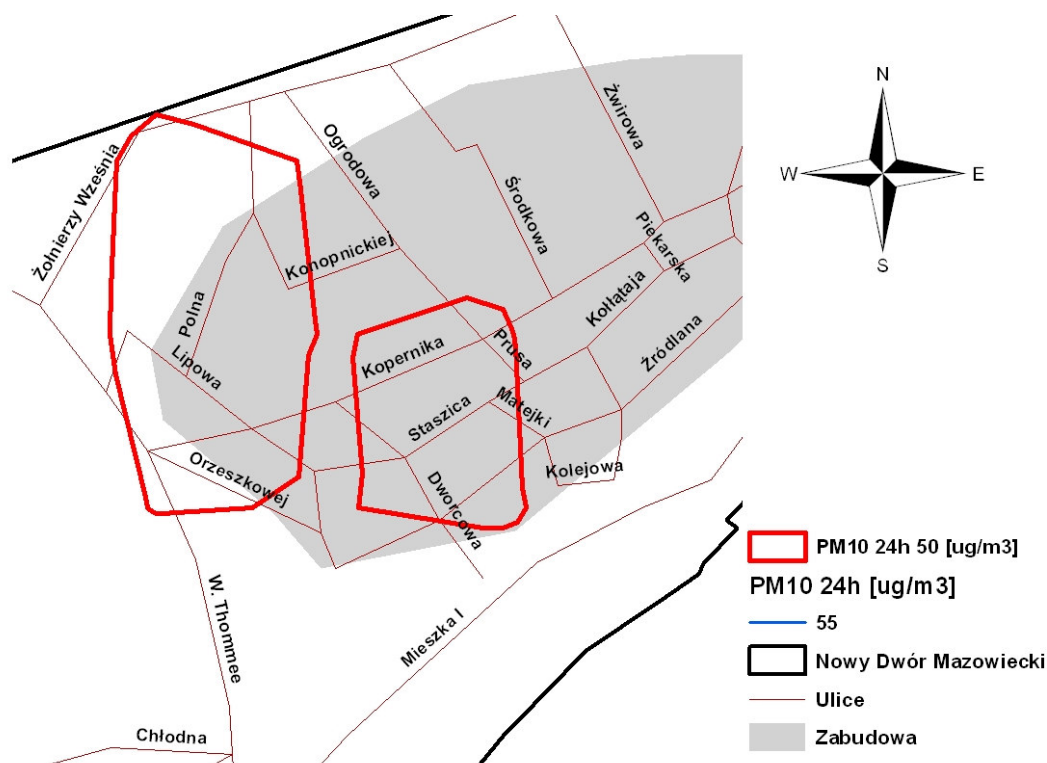 N
W
E
S
Żołnierzy Wześnia
Ogrodowa
Żwirowa
Środkowa
Konopnickiej
Piekarska
Polna
Kołłątaja
Lipowa
Kopernika
Prusa
Źródlana
Staszica
Matejki
Orzeszkowej
Dworcowa
Kolejowa
W. Thommee
Mieszka I
Chłodna
PM10 24h 50 [ug/m3]
PM10 24h [ug/m3]
55
Nowy Dwór Mazowiecki
Ulice
Zabudowa